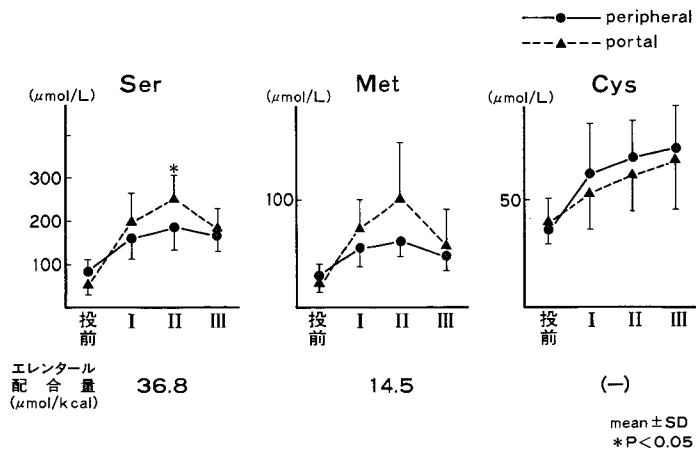 peripheral
portal
Ser
Met
Cys
(μmol/L)
(μmol/L)
(μmol/L)
300
200
100
100
50
投前 I II III
投前 I II III
投前 I II III
*
エレンタール
配合量
(μmol/kcal)
36.8
14.5
(—)
mean±SD
*P<0.05